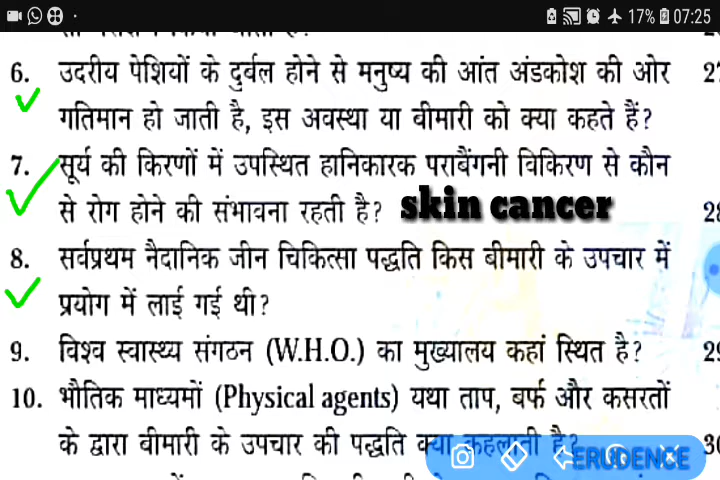 17% 07:25
6. उदरीय पेशियों के दुर्बल होने से मनुष्य की आंत अंडकोश की ओर
गतिमान हो जाती है, इस अवस्था या बीमारी को क्या कहते हैं?
7. सूर्य की किरणों में उपस्थित हानिकारक पराबैंगनी विकिरण से कौन
से रोग होने की संभावना रहती है? skin cancer
8. सर्वप्रथम नैदानिक जीन चिकित्सा पद्धति किस बीमारी के उपचार में
प्रयोग में लाई गई थी?
9. विश्व स्वास्थ्य संगठन (W.H.O.) का मुख्यालय कहां स्थित है?
10. भौतिक माध्यमों (Physical agents) यथा ताप, बर्फ और कसरतों
के द्वारा बीमारी के उपचार की पद्धति क्या कहलाती है?
ERUDENCE